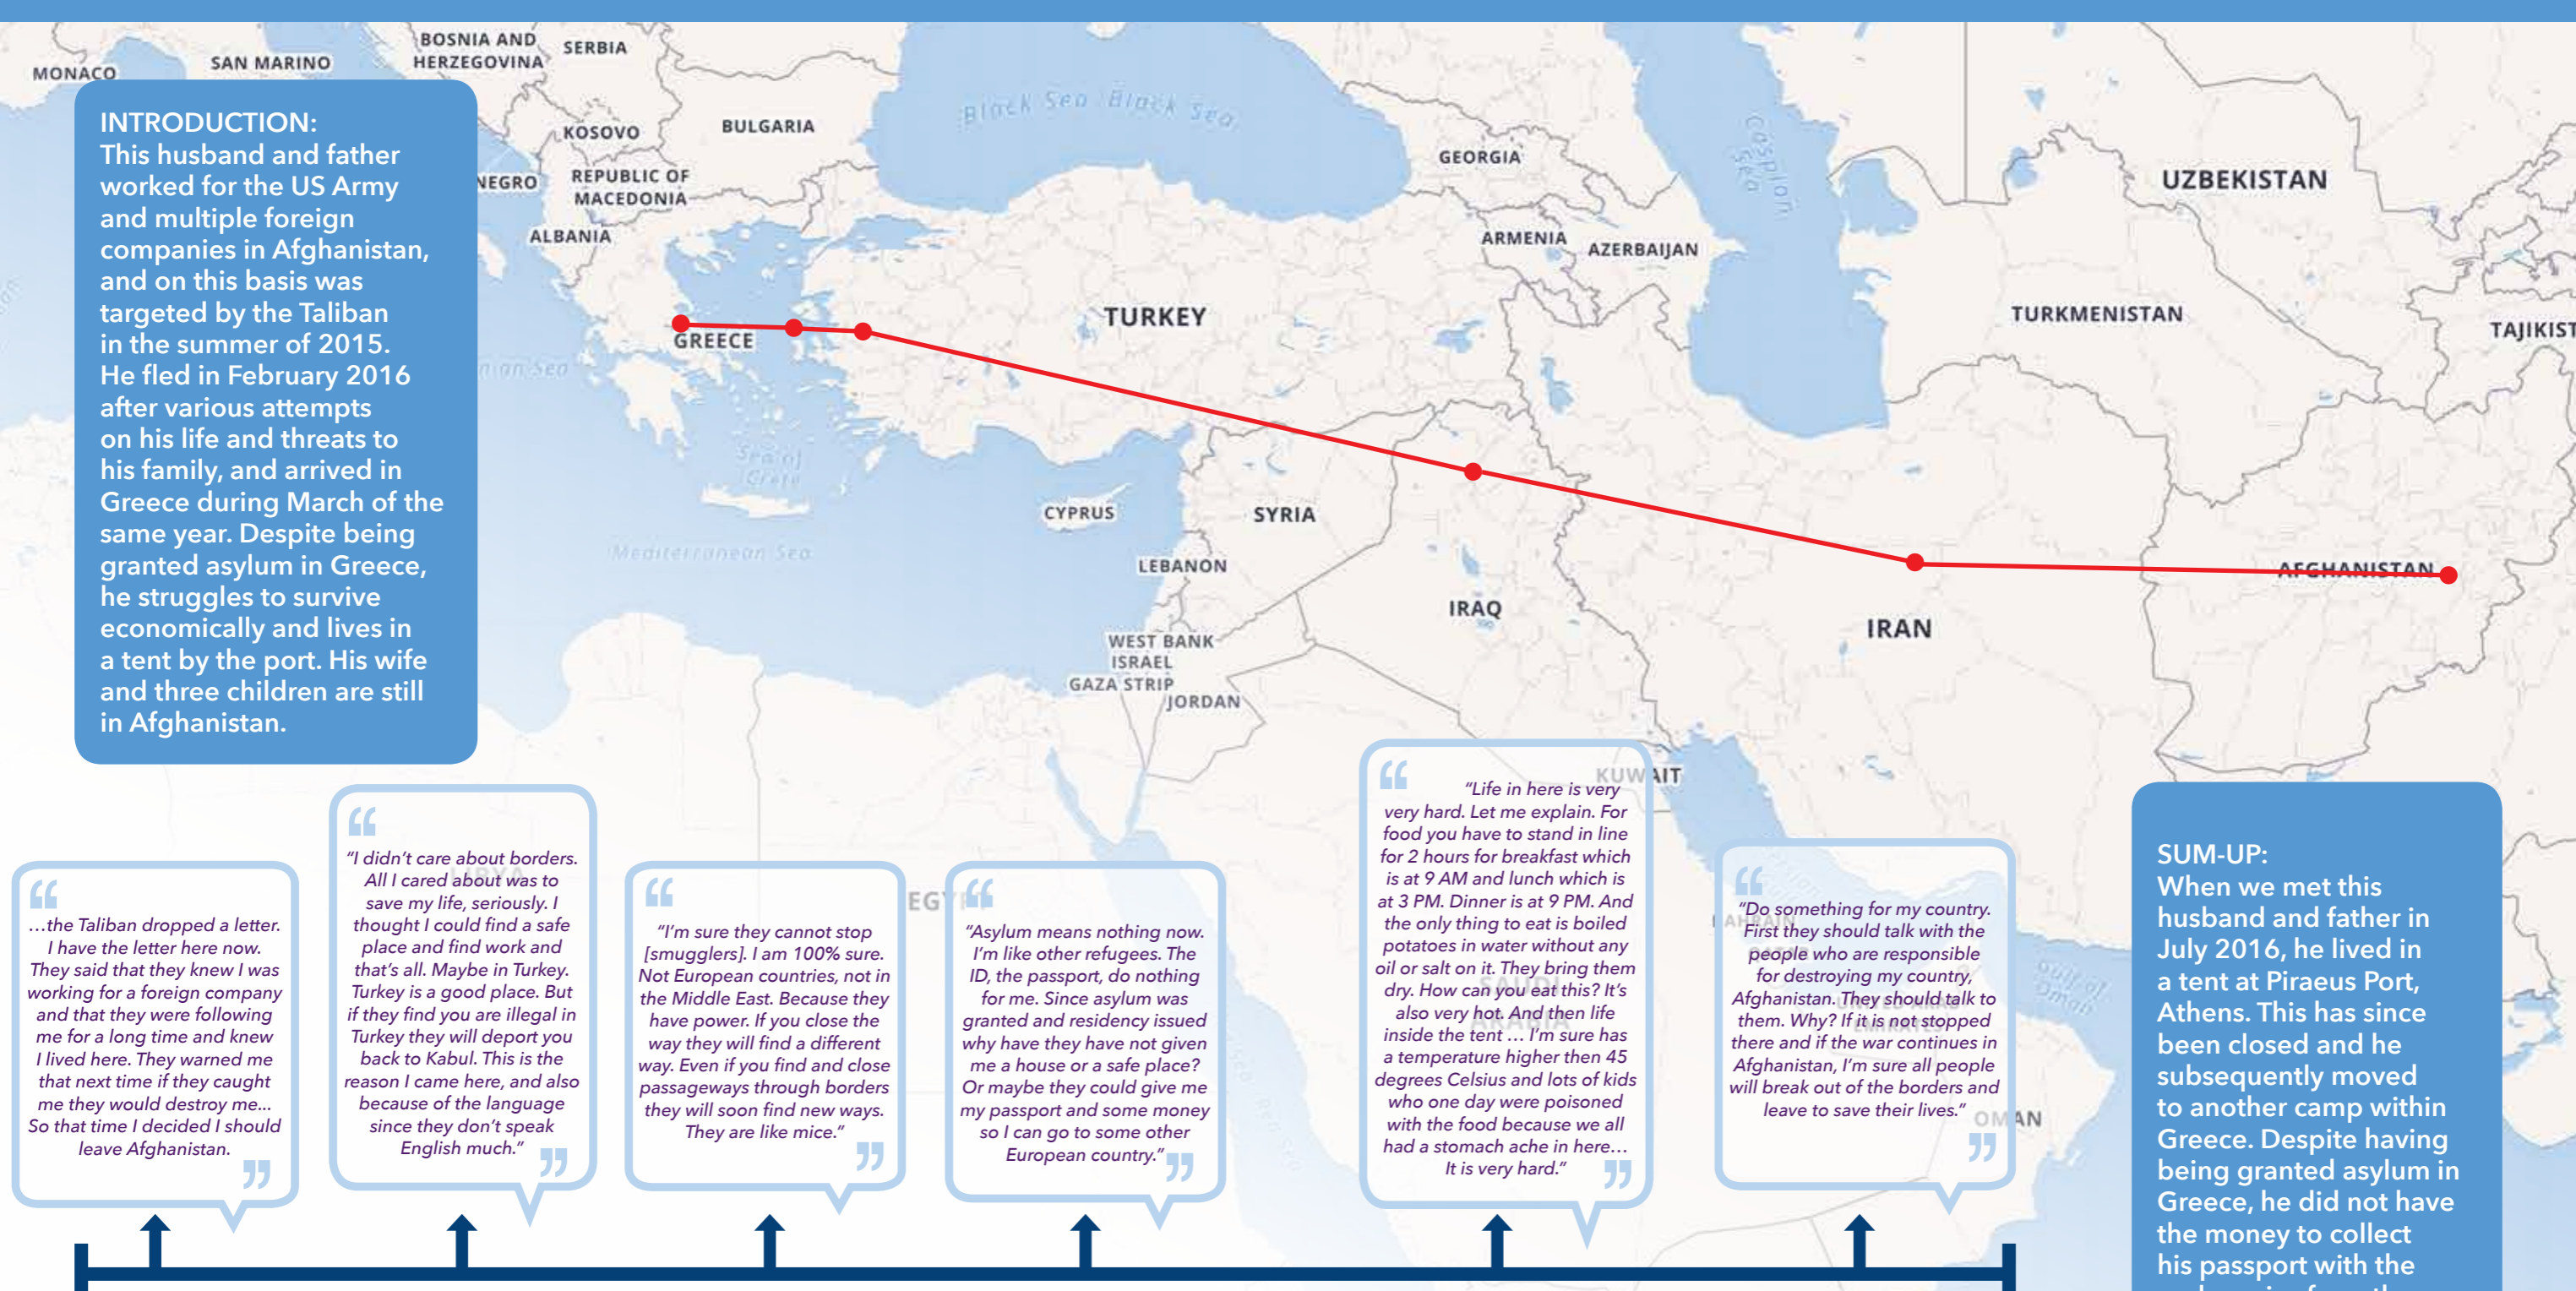 MONACO
SAN MARINO
BOSNIA AND
HERZEGOVINA
SERBIA
KOSOVO
BULGARIA
NEGRO
REPUBLIC OF
MACEDONIA
ALBANIA
Black Sea Black Sea
GEORGIA
Caspian
Sea
UZBEKISTAN
ARMENIA
AZERBAIJAN
TURKMENISTAN
TAJIKIST
TURKEY
GREECE
Sea of
Crete
CYPRUS
SYRIA
Mediterranean Sea
LEBANON
AFGHANISTAN
IRAQ
IRAN
WEST BANK
ISRAEL
GAZA STRIP
JORDAN
KUWAIT
LIBYA
EGYPT
BAHRAIN
QATAR
SAUDI
ARABIA
UNITED ARAB
EMIRATES
Gulf of
Oman
OMAN
Red Sea
INTRODUCTION:
This husband and father
worked for the US Army
and multiple foreign
companies in Afghanistan,
and on this basis was
targeted by the Taliban
in the summer of 2015.
He fled in February 2016
after various attempts
on his life and threats to
his family, and arrived in
Greece during March of the
same year. Despite being
granted asylum in Greece,
he struggles to survive
economically and lives in
a tent by the port. His wife
and three children are still
in Afghanistan.
“
…the Taliban dropped a letter.
I have the letter here now.
They said that they knew I was
working for a foreign company
and that they were following
me for a long time and knew
I lived here. They warned me
that next time if they caught
me they would destroy me...
So that time I decided I should
leave Afghanistan.
”
“
“I didn’t care about borders.
All I cared about was to
save my life, seriously. I
thought I could find a safe
place and find work and
that’s all. Maybe in Turkey.
Turkey is a good place. But
if they find you are illegal in
Turkey they will deport you
back to Kabul. This is the
reason I came here, and also
because of the language
since they don’t speak
English much.”
”
“
“I’m sure they cannot stop
[smugglers]. I am 100% sure.
Not European countries, not in
the Middle East. Because they
have power. If you close the
way they will find a different
way. Even if you find and close
passageways through borders
they will soon find new ways.
They are like mice.”
”
“
“Asylum means nothing now.
I’m like other refugees. The
ID, the passport, do nothing
for me. Since asylum was
granted and residency issued
why have they have not given
me a house or a safe place?
Or maybe they could give me
my passport and some money
so I can go to some other
European country.”
”
“
“Life in here is very
very hard. Let me explain. For
food you have to stand in line
for 2 hours for breakfast which
is at 9 AM and lunch which is
at 3 PM. Dinner is at 9 PM. And
the only thing to eat is boiled
potatoes in water without any
oil or salt on it. They bring them
dry. How can you eat this? It’s
also very hot. And then life
inside the tent … I’m sure has
a temperature higher then 45
degrees Celsius and lots of kids
who one day were poisoned
with the food because we all
had a stomach ache in here…
It is very hard.”
”
“
“Do something for my country.
First they should talk with the
people who are responsible
for destroying my country,
Afghanistan. They should talk to
them. Why? If it is not stopped
there and if the war continues in
Afghanistan, I’m sure all people
will break out of the borders and
leave to save their lives.”
”
SUM-UP:
When we met this
husband and father in
July 2016, he lived in
a tent at Piraeus Port,
Athens. This has since
been closed and he
subsequently moved
to another camp within
Greece. Despite having
being granted asylum in
Greece, he did not have
the money to collect
his passport with the